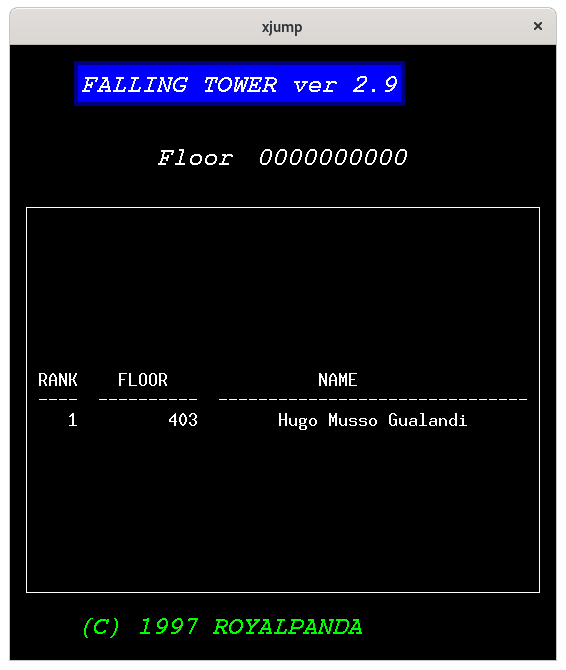 xjump
FALLING TOWER ver 2.9
Floor 0000000000
RANK FLOOR NAME
---- ---------- -------------------------------
1 403 Hugo Musso Gualandi
(C) 1997 ROYALPANDA